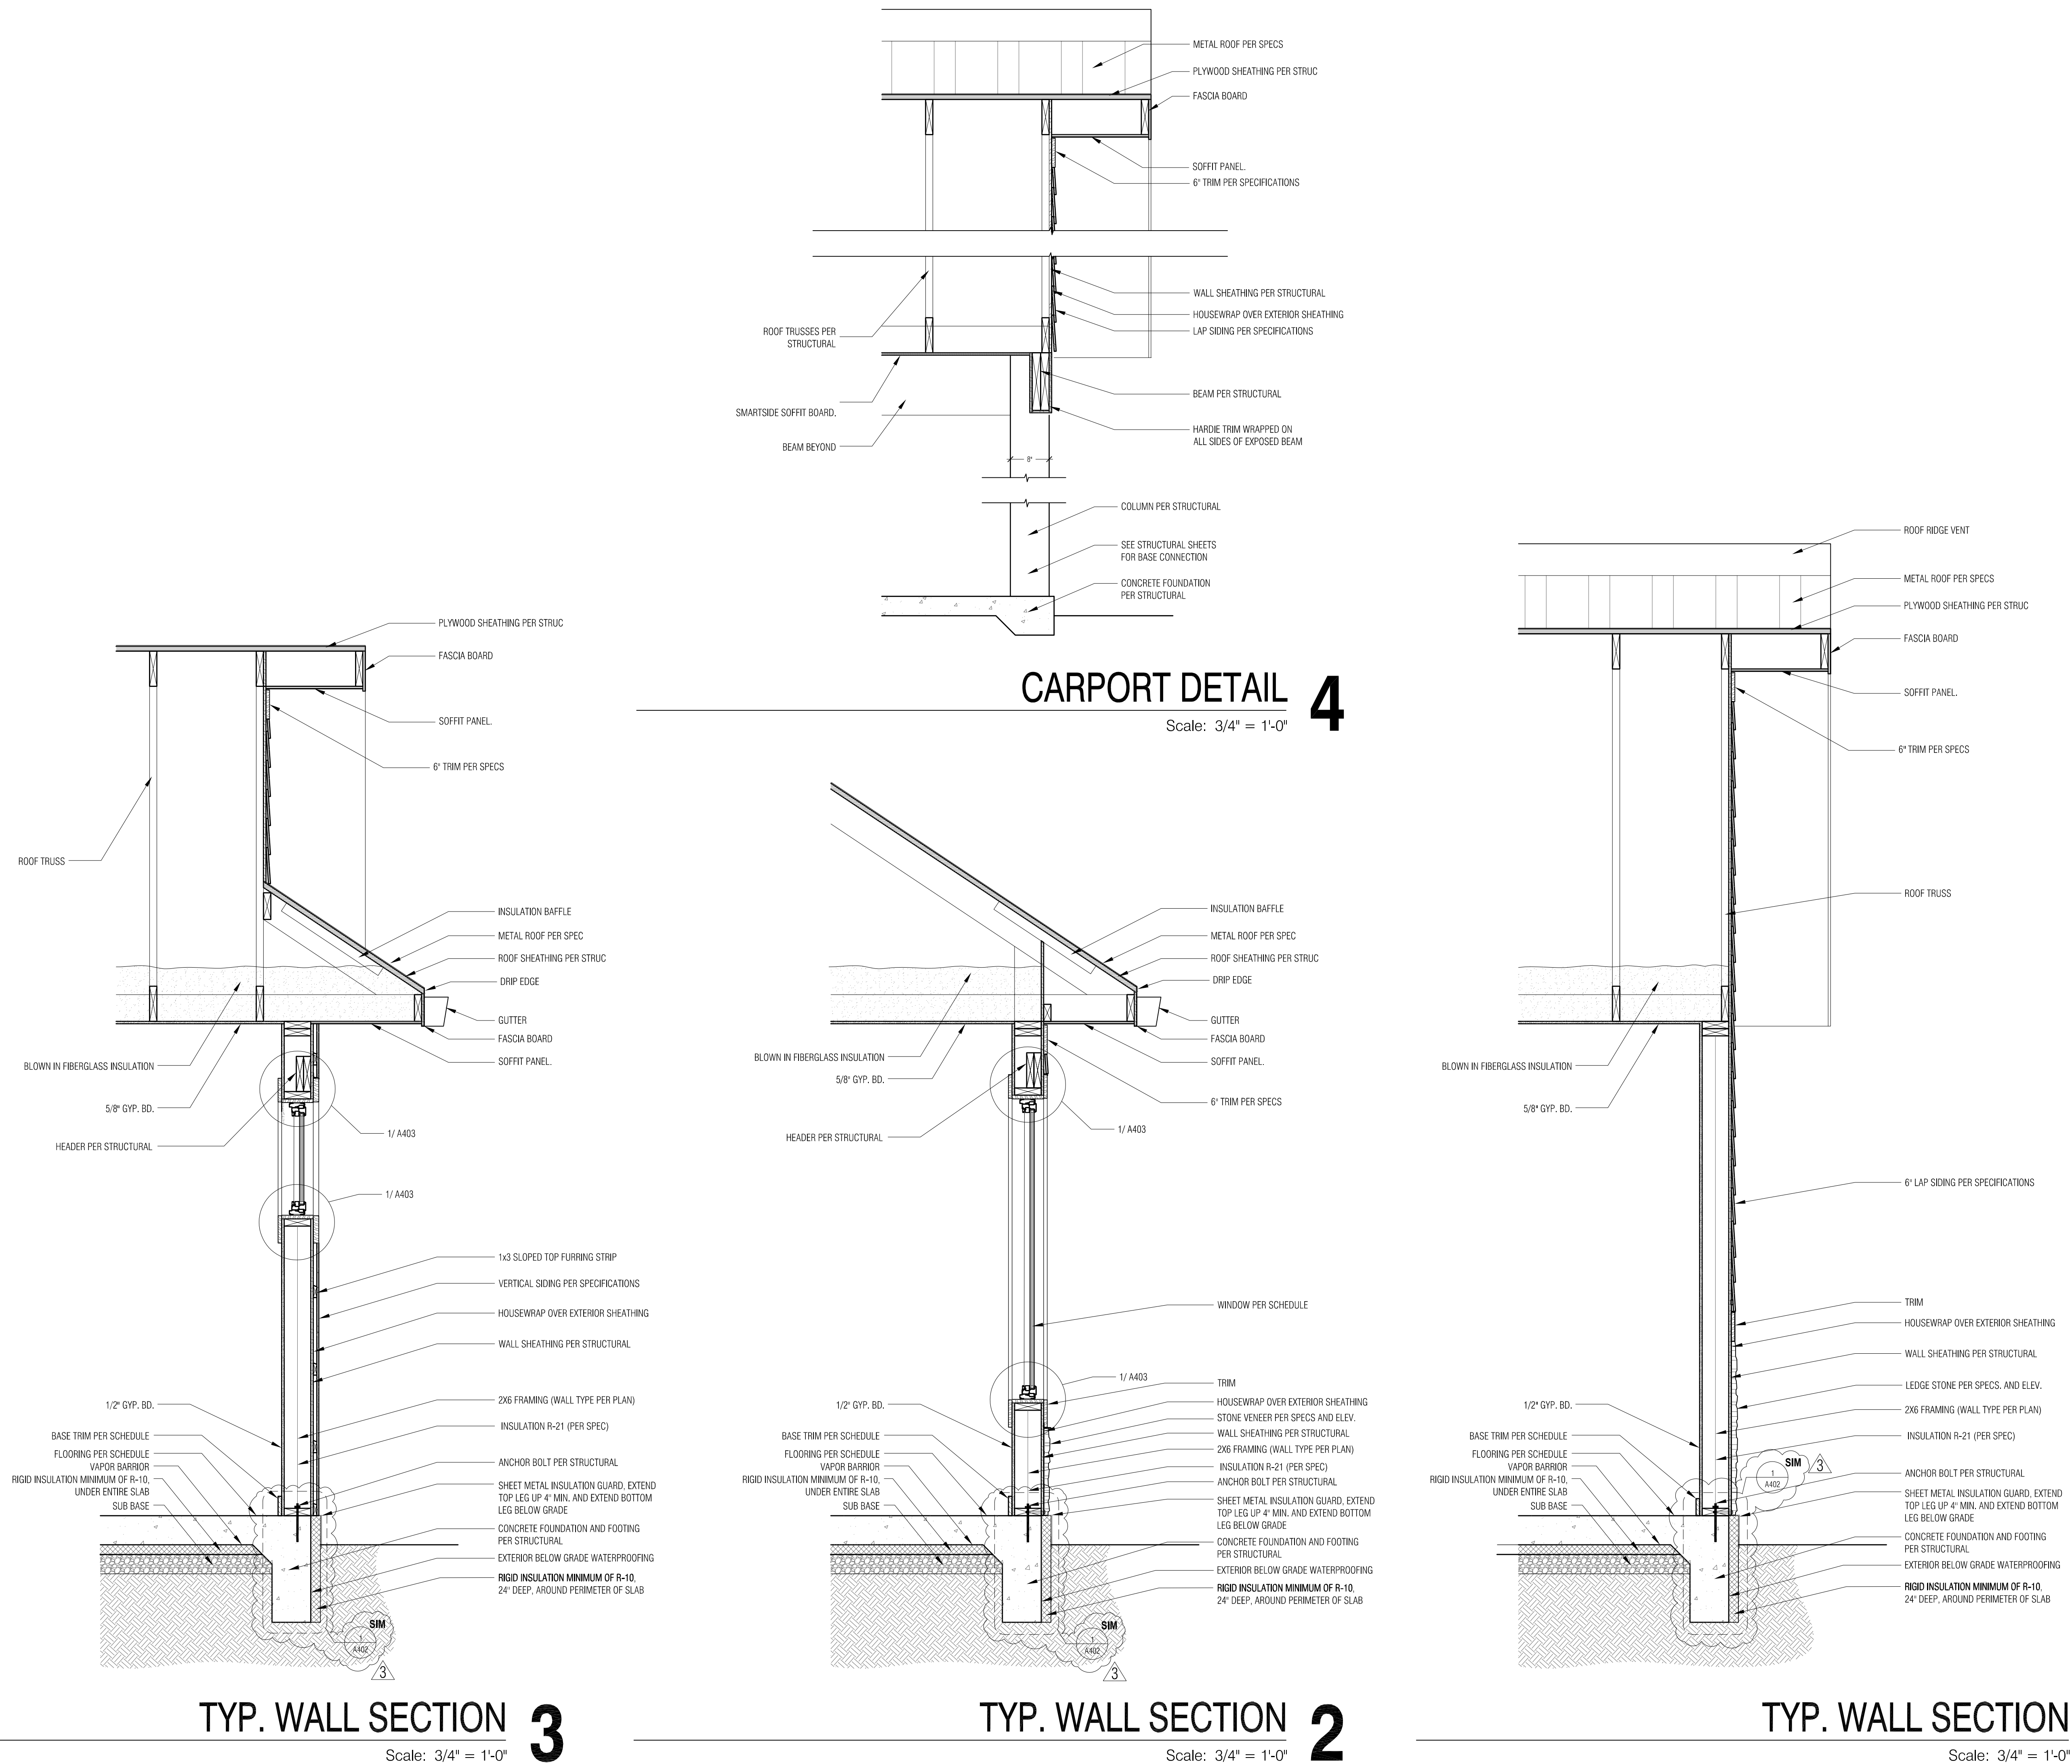 METAL ROOF PER SPECS
PLYWOOD SHEATHING PER STRUC
FASCIA BOARD
SOFFIT PANEL.
6" TRIM PER SPECIFICATIONS
WALL SHEATHING PER STRUCTURAL
HOUSEWRAP OVER EXTERIOR SHEATHING
LAP SIDING PER SPECIFICATIONS
ROOF TRUSSES PER
STRUCTURAL
BEAM PER STRUCTURAL
SMARTSIDE SOFFIT BOARD.
HARDIE TRIM WRAPPED ON
ALL SIDES OF EXPOSED BEAM
BEAM BEYOND
8"
COLUMN PER STRUCTURAL
SEE STRUCTURAL SHEETS
FOR BASE CONNECTION
CONCRETE FOUNDATION
PER STRUCTURAL
CARPORT DETAIL 4
Scale: 3/4" = 1'-0"
PLYWOOD SHEATHING PER STRUC
FASCIA BOARD
SOFFIT PANEL.
6" TRIM PER SPECS
ROOF TRUSS
INSULATION BAFFLE
METAL ROOF PER SPEC
ROOF SHEATHING PER STRUC
DRIP EDGE
GUTTER
FASCIA BOARD
SOFFIT PANEL.
BLOWN IN FIBERGLASS INSULATION
5/8" GYP. BD.
HEADER PER STRUCTURAL
1/ A403
1/ A403
1x3 SLOPED TOP FURRING STRIP
VERTICAL SIDING PER SPECIFICATIONS
HOUSEWRAP OVER EXTERIOR SHEATHING
WALL SHEATHING PER STRUCTURAL
2X6 FRAMING (WALL TYPE PER PLAN)
INSULATION R-21 (PER SPEC)
ANCHOR BOLT PER STRUCTURAL
SHEET METAL INSULATION GUARD, EXTEND
TOP LEG UP 4" MIN. AND EXTEND BOTTOM
LEG BELOW GRADE
CONCRETE FOUNDATION AND FOOTING
PER STRUCTURAL
EXTERIOR BELOW GRADE WATERPROOFING
RIGID INSULATION MINIMUM OF R-10,
24" DEEP, AROUND PERIMETER OF SLAB
1/2" GYP. BD.
BASE TRIM PER SCHEDULE
FLOORING PER SCHEDULE
VAPOR BARRIER
RIGID INSULATION MINIMUM OF R-10,
UNDER ENTIRE SLAB
SUB BASE
SIM
1
A402
3
TYP. WALL SECTION 3
Scale: 3/4" = 1'-0"
INSULATION BAFFLE
METAL ROOF PER SPEC
ROOF SHEATHING PER STRUC
DRIP EDGE
GUTTER
FASCIA BOARD
SOFFIT PANEL.
6" TRIM PER SPECS
BLOWN IN FIBERGLASS INSULATION
5/8" GYP. BD.
HEADER PER STRUCTURAL
1/ A403
WINDOW PER SCHEDULE
1/ A403
TRIM
HOUSEWRAP OVER EXTERIOR SHEATHING
STONE VENEER PER SPECS AND ELEV.
WALL SHEATHING PER STRUCTURAL
2X6 FRAMING (WALL TYPE PER PLAN)
INSULATION R-21 (PER SPEC)
ANCHOR BOLT PER STRUCTURAL
SHEET METAL INSULATION GUARD, EXTEND
TOP LEG UP 4" MIN. AND EXTEND BOTTOM
LEG BELOW GRADE
CONCRETE FOUNDATION AND FOOTING
PER STRUCTURAL
EXTERIOR BELOW GRADE WATERPROOFING
RIGID INSULATION MINIMUM OF R-10,
24" DEEP, AROUND PERIMETER OF SLAB
1/2" GYP. BD.
BASE TRIM PER SCHEDULE
FLOORING PER SCHEDULE
VAPOR BARRIER
RIGID INSULATION MINIMUM OF R-10,
UNDER ENTIRE SLAB
SUB BASE
SIM
1
A402
3
TYP. WALL SECTION 2
Scale: 3/4" = 1'-0"
ROOF RIDGE VENT
METAL ROOF PER SPECS
PLYWOOD SHEATHING PER STRUC
FASCIA BOARD
SOFFIT PANEL.
6" TRIM PER SPECS
ROOF TRUSS
BLOWN IN FIBERGLASS INSULATION
5/8" GYP. BD.
6" LAP SIDING PER SPECIFICATIONS
TRIM
HOUSEWRAP OVER EXTERIOR SHEATHING
WALL SHEATHING PER STRUCTURAL
LEDGE STONE PER SPECS. AND ELEV.
2X6 FRAMING (WALL TYPE PER PLAN)
INSULATION R-21 (PER SPEC)
SIM
1
A402
3
ANCHOR BOLT PER STRUCTURAL
SHEET METAL INSULATION GUARD, EXTEND
TOP LEG UP 4" MIN. AND EXTEND BOTTOM
LEG BELOW GRADE
CONCRETE FOUNDATION AND FOOTING
PER STRUCTURAL
EXTERIOR BELOW GRADE WATERPROOFING
RIGID INSULATION MINIMUM OF R-10,
24" DEEP, AROUND PERIMETER OF SLAB
1/2" GYP. BD.
BASE TRIM PER SCHEDULE
FLOORING PER SCHEDULE
VAPOR BARRIER
RIGID INSULATION MINIMUM OF R-10,
UNDER ENTIRE SLAB
SUB BASE
TYP. WALL SECTION
Scale: 3/4" = 1'-0"